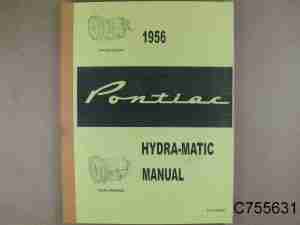 1956
Pontiac
HYDRA-MATIC
MANUAL
C755631